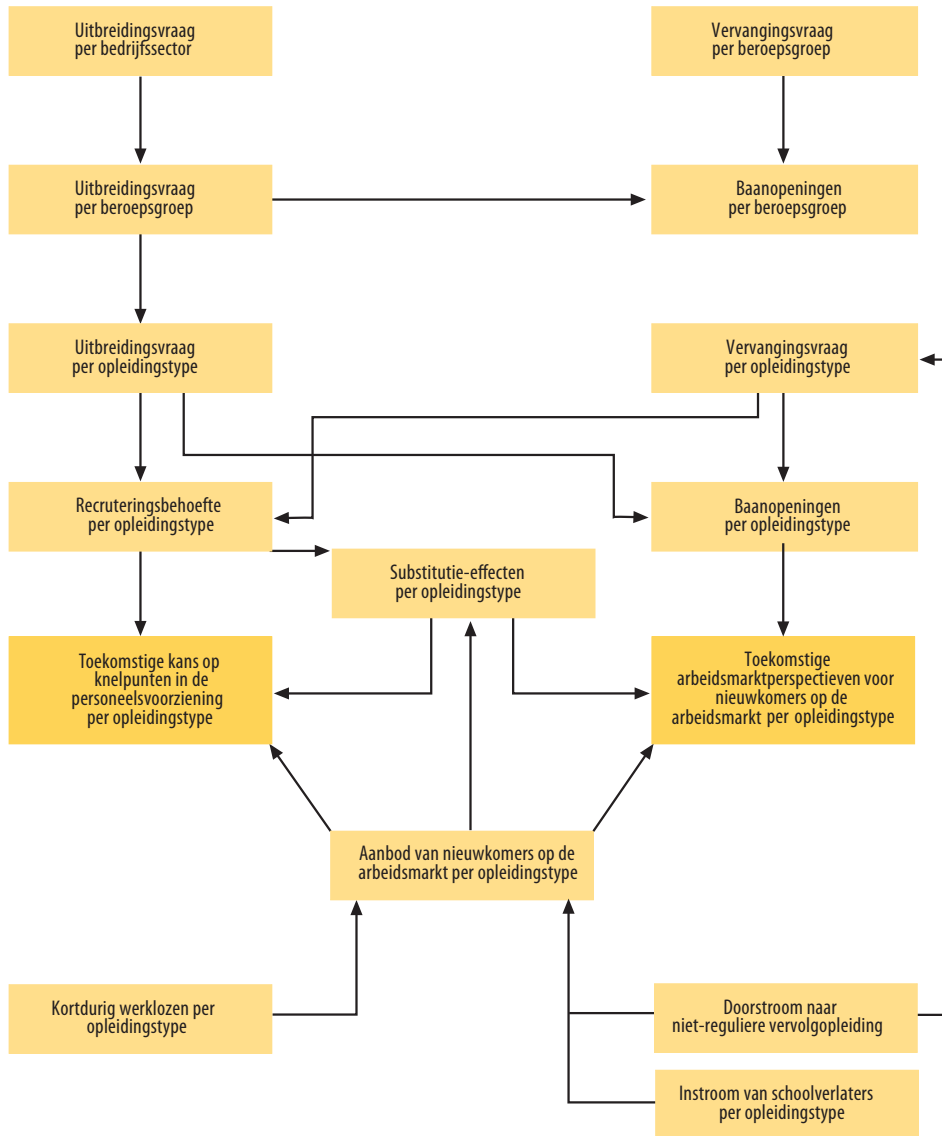 Uitbreidingsvraag
per bedrijfssector
Vervangingsvraag
per beroepsgroep
Uitbreidingsvraag
per beroepsgroep
Baanopeningen
per beroepsgroep
Uitbreidingsvraag
per opleidingstype
Vervangingsvraag
per opleidingstype
Recruteringsbehoefte
per opleidingstype
Baanopeningen
per opleidingstype
Substitutie-effecten
per opleidingstype
Toekomstige kans op
knelpunten in de
personeelsvoorziening
per opleidingstype
Toekomstige
arbeidsmarktperspectieven voor
nieuwkomers op de
arbeidsmarkt per opleidingstype
Aanbod van nieuwkomers op de
arbeidsmarkt per opleidingstype
Kortdurig werklozen per
opleidingstype
Doorstroom naar
niet-reguliere vervolgopleiding
Instroom van schoolverlaters
per opleidingstype